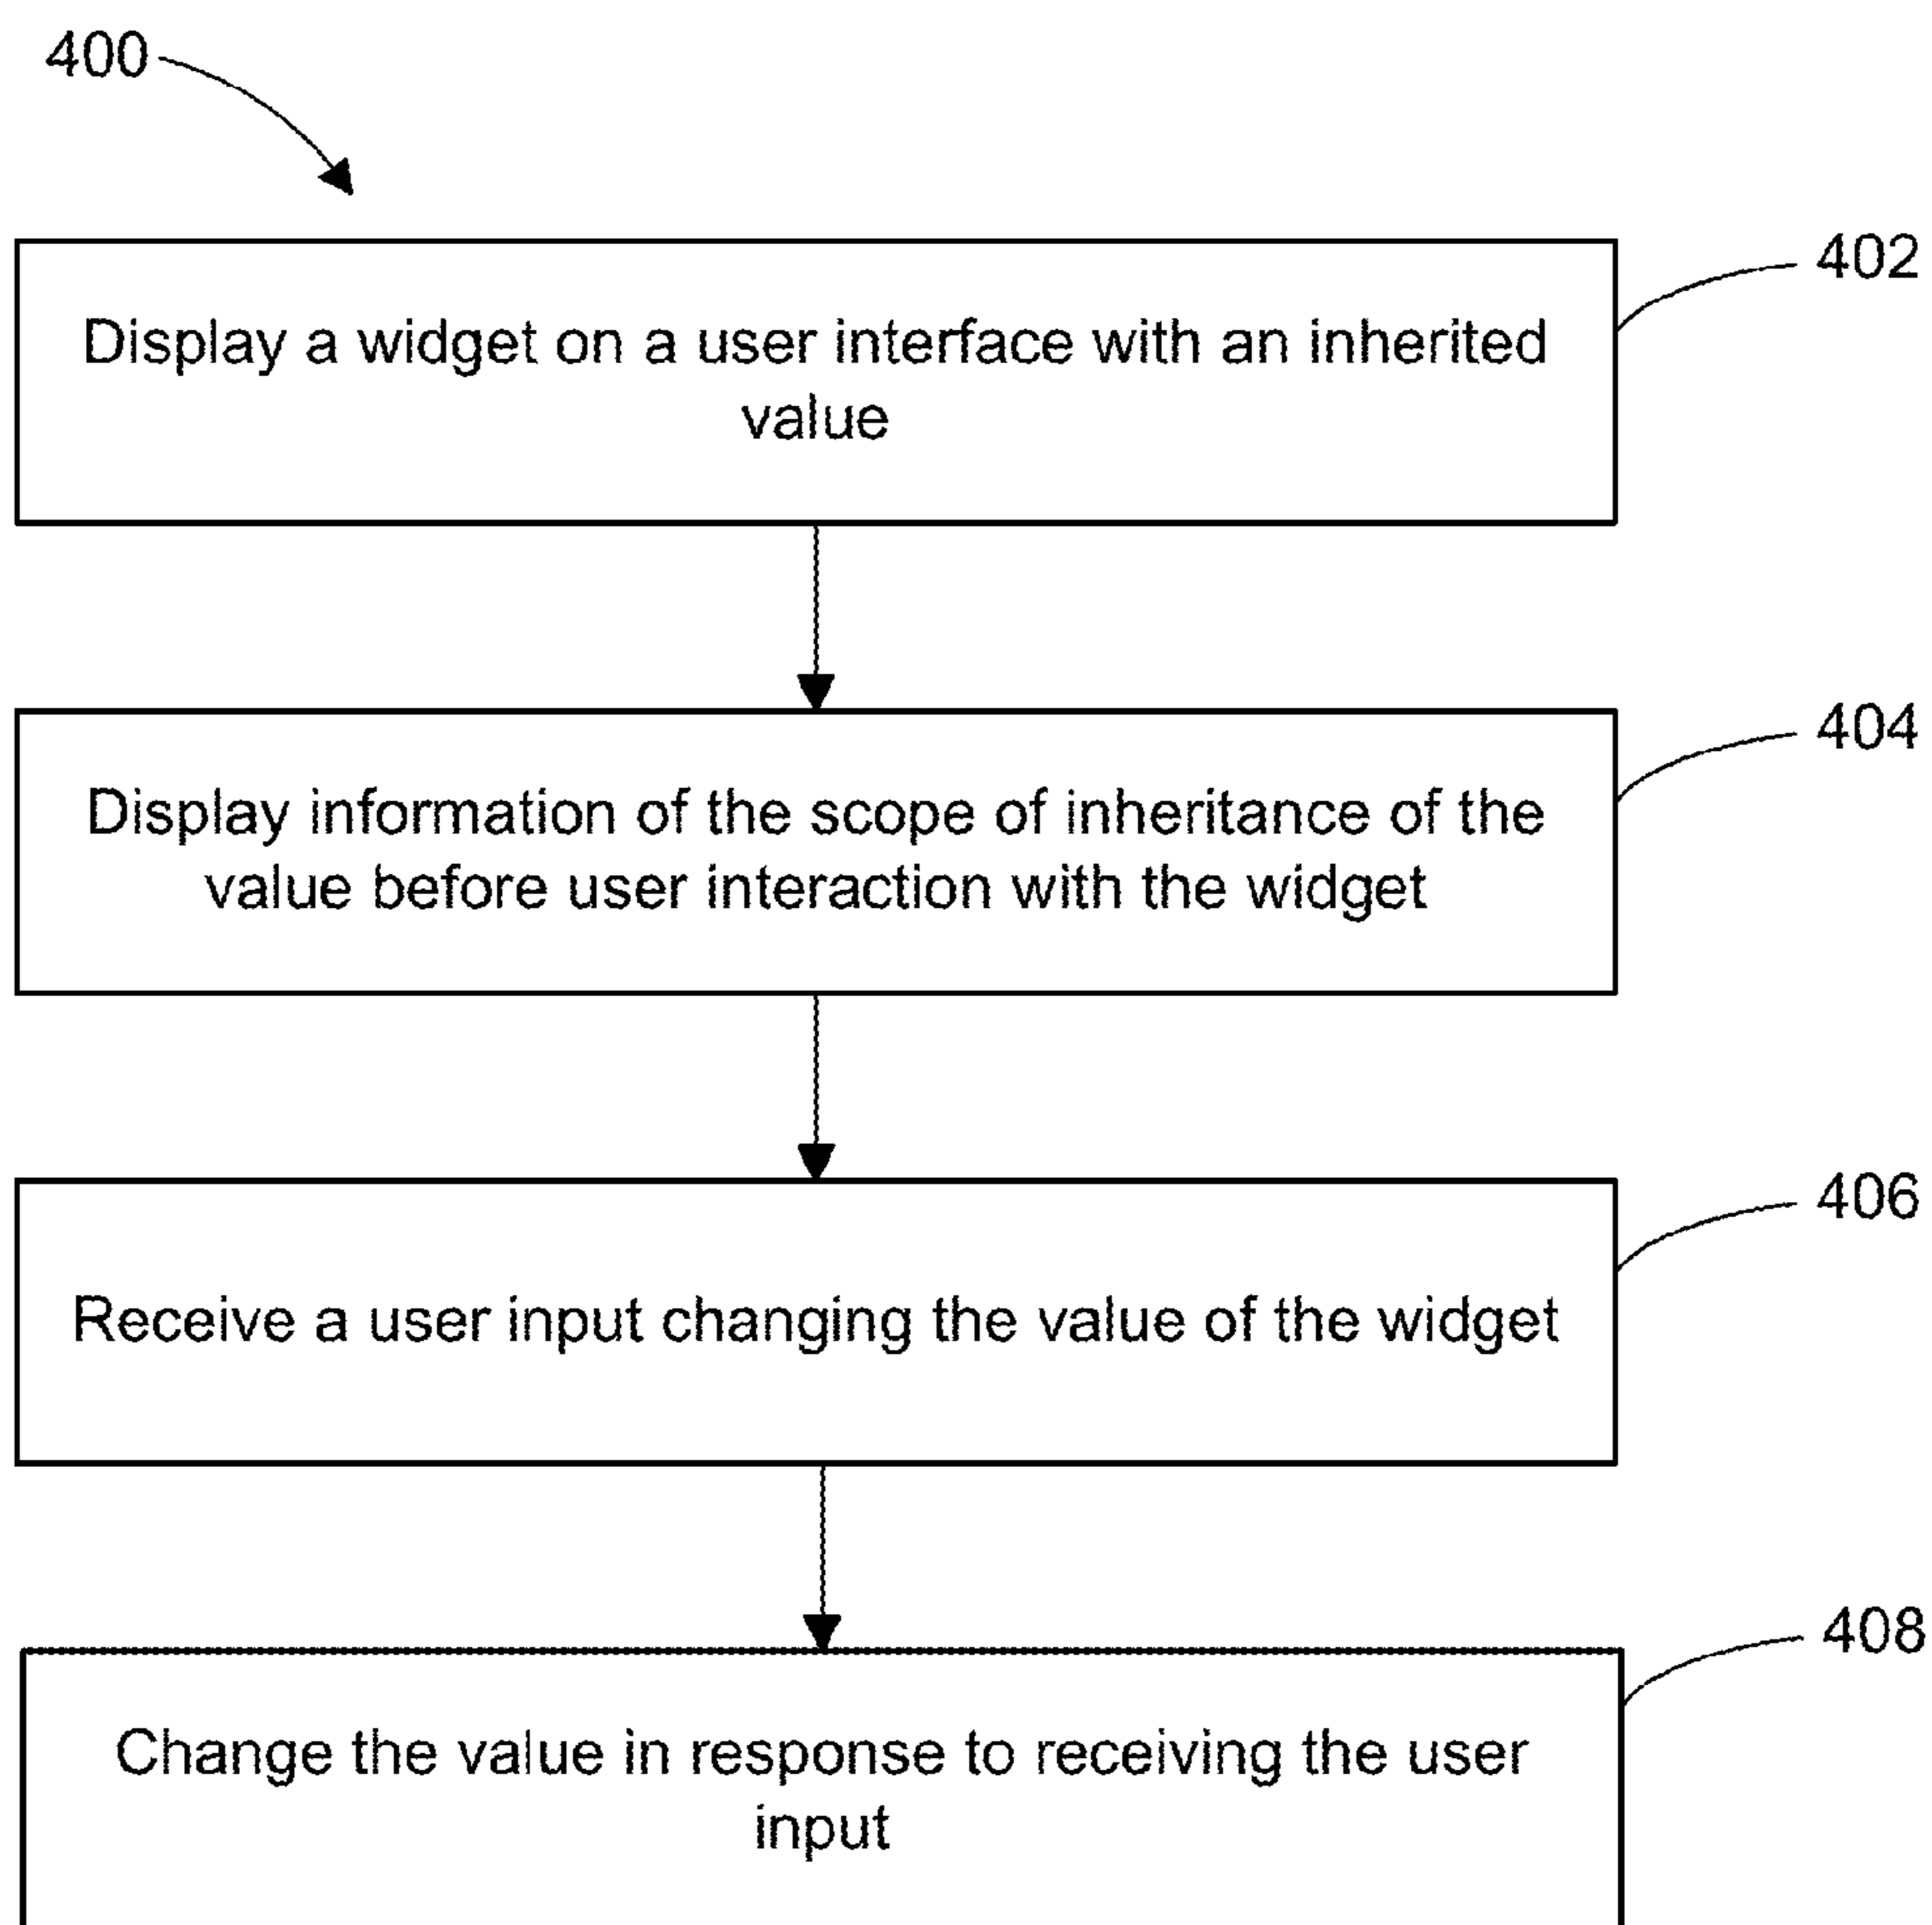 400
402
Display a widget on a user interface with an inherited
value
404
Display information of the scope of inheritance of the
value before user interaction with the widget
406
Receive a user input changing the value of the widget
408
Change the value in response to receiving the user
input